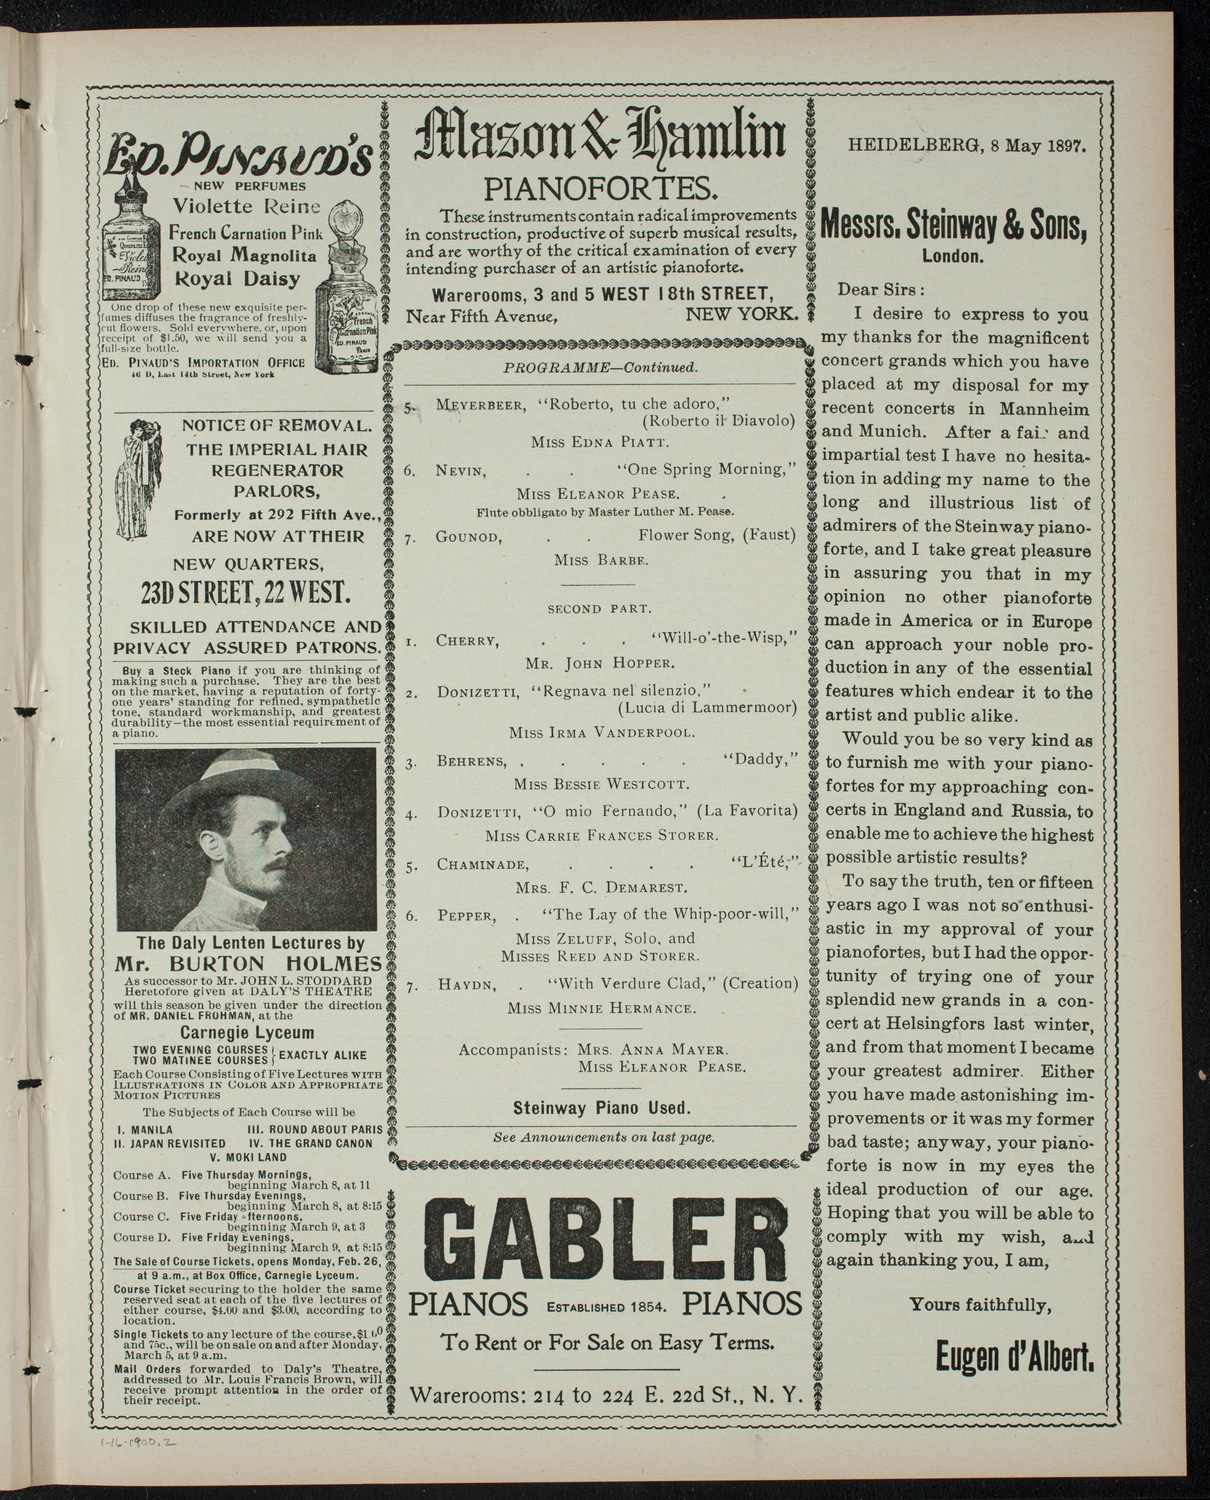 ED. PINAUD'S
NEW PERFUMES
Violette Reine
French Carnation Pink
Royal Magnolita
Royal Daisy
One drop of these new exquisite per-
fumes diffuses the fragrance of freshly-
cut flowers. Sold everywhere, or, upon
receipt of $1.50, we will send you a
full-size bottle.
ED. PINAUD'S IMPORTATION OFFICE
46 D, East 14th Street, New York
NOTICE OF REMOVAL.
THE IMPERIAL HAIR
REGENERATOR
PARLORS,
Formerly at 292 Fifth Ave.,
ARE NOW AT THEIR
NEW QUARTERS,
23D STREET, 22 WEST.
SKILLED ATTENDANCE AND
PRIVACY ASSURED PATRONS.
Buy a Steck Piano if you are thinking of
making such a purchase. They are the best
on the market, having a reputation of forty-
one years' standing for refined, sympathetic
tone, standard workmanship, and greatest
durability—the most essential requirement of
a piano.
The Daly Lenten Lectures by
Mr. BURTON HOLMES
As successor to Mr. JOHN L. STODDARD
Heretofore given at DALY'S THEATRE
will this season be given under the direction
of MR. DANIEL FROHMAN, at the
Carnegie Lyceum
TWO EVENING COURSES
TWO MATINEE COURSES } EXACTLY ALIKE
Each Course Consisting of Five Lectures WITH
ILLUSTRATIONS IN COLOR AND APPROPRIATE
MOTION PICTURES
The Subjects of Each Course will be
I. MANILA III. ROUND ABOUT PARIS
II. JAPAN REVISITED IV. THE GRAND CANON
V. MOKI LAND
Course A. Five Thursday Mornings,
beginning March 8, at 11
Course B. Five Thursday Evenings,
beginning March 8, at 8:15
Course C. Five Friday Afternoons,
beginning March 9, at 3
Course D. Five Friday Evenings,
beginning March 9, at 8:15
The Sale of Course Tickets, opens Monday, Feb. 26,
at 9 a.m., at Box Office, Carnegie Lyceum.
Course Ticket securing to the holder the same
reserved seat at each of the five lectures of
either course, $4.00 and $3.00, according to
location.
Single Tickets to any lecture of the course, $1.00
and 75c., will be on sale on and after Monday,
March 5, at 9 a.m.
Mail Orders forwarded to Daly's Theatre,
addressed to Mr. Louis Francis Brown, will
receive prompt attention in the order of
their receipt.
Mason & Hamlin
PIANOFORTES.
These instruments contain radical improvements
in construction, productive of superb musical results,
and are worthy of the critical examination of every
intending purchaser of an artistic pianoforte.
Warerooms, 3 and 5 WEST 18th STREET,
Near Fifth Avenue, NEW YORK.
PROGRAMME—Continued.
5. MEYERBEER, "Roberto, tu che adoro,"
(Roberto il Diavolo)
MISS EDNA PIATT.
6. NEVIN, . . "One Spring Morning,"
MISS ELEANOR PEASE.
Flute obbligato by Master Luther M. Pease.
7. GOUNOD, . . Flower Song, (Faust)
MISS BARBE.
SECOND PART.
1. CHERRY, . . . "Will-o'-the-Wisp,"
MR. JOHN HOPPER.
2. DONIZETTI, "Regnava nel silenzio,"
(Lucia di Lammermoor)
MISS IRMA VANDERPOOL.
3. BEHRENS, . . . . . "Daddy,"
MISS BESSIE WESTCOTT.
4. DONIZETTI, "O mio Fernando," (La Favorita)
MISS CARRIE FRANCES STORER.
5. CHAMINADE, . . . . "L'Été,"
MRS. F. C. DEMAREST.
6. PEPPER, . "The Lay of the Whip-poor-will,"
MISS ZELUFF, Solo, and
MISSES REED AND STORER.
7. HAYDN, . "With Verdure Clad," (Creation)
MISS MINNIE HERMANCE.
Accompanists: MRS. ANNA MAYER.
MISS ELEANOR PEASE.
Steinway Piano Used.
See Announcements on last page.
GABLER
PIANOS ESTABLISHED 1854. PIANOS
To Rent or For Sale on Easy Terms.
Warerooms: 214 to 224 E. 22d St., N. Y.
HEIDELBERG, 8 May 1897.
Messrs. Steinway & Sons,
London.
Dear Sirs:
I desire to express to you
my thanks for the magnificent
concert grands which you have
placed at my disposal for my
recent concerts in Mannheim
and Munich. After a fair and
impartial test I have no hesita-
tion in adding my name to the
long and illustrious list of
admirers of the Steinway piano-
forte, and I take great pleasure
in assuring you that in my
opinion no other pianoforte
made in America or in Europe
can approach your noble pro-
duction in any of the essential
features which endear it to the
artist and public alike.
Would you be so very kind as
to furnish me with your piano-
fortes for my approaching con-
certs in England and Russia, to
enable me to achieve the highest
possible artistic results?
To say the truth, ten or fifteen
years ago I was not so enthusi-
astic in my approval of your
pianofortes, but I had the oppor-
tunity of trying one of your
splendid new grands in a con-
cert at Helsingfors last winter,
and from that moment I became
your greatest admirer. Either
you have made astonishing im-
provements or it was my former
bad taste; anyway, your piano-
forte is now in my eyes the
ideal production of our age.
Hoping that you will be able to
comply with my wish, and
again thanking you, I am,
Yours faithfully,
Eugen d'Albert.
1-16-1900.2